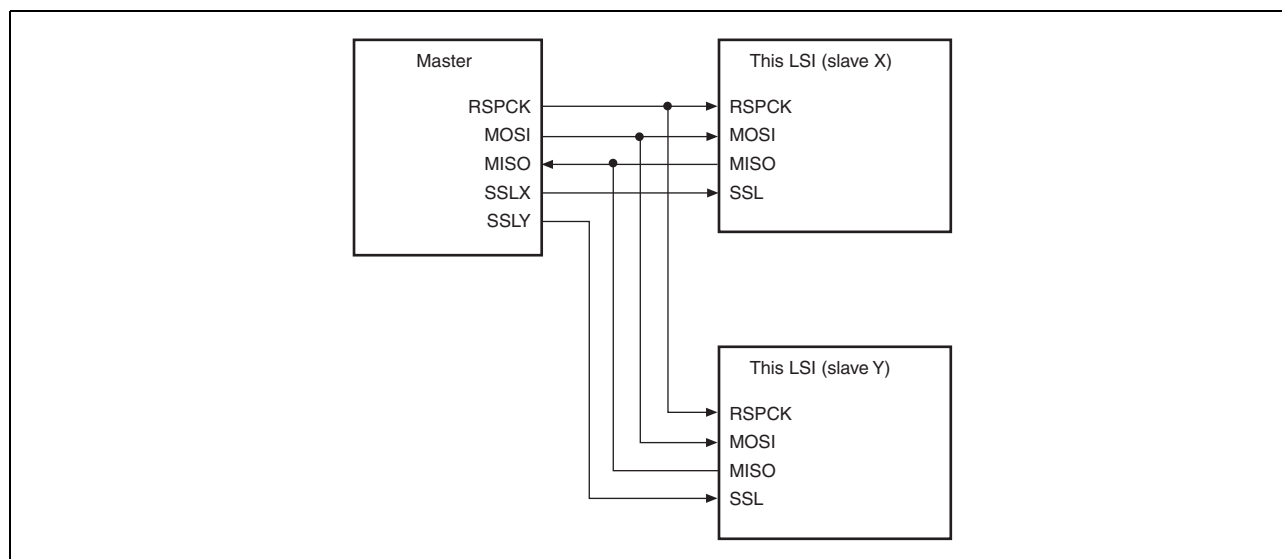 Master
RSPCK
MOSI
MISO
SSLX
SSLY
This LSI (slave X)
RSPCK
MOSI
MISO
SSL
This LSI (slave Y)
RSPCK
MOSI
MISO
SSL